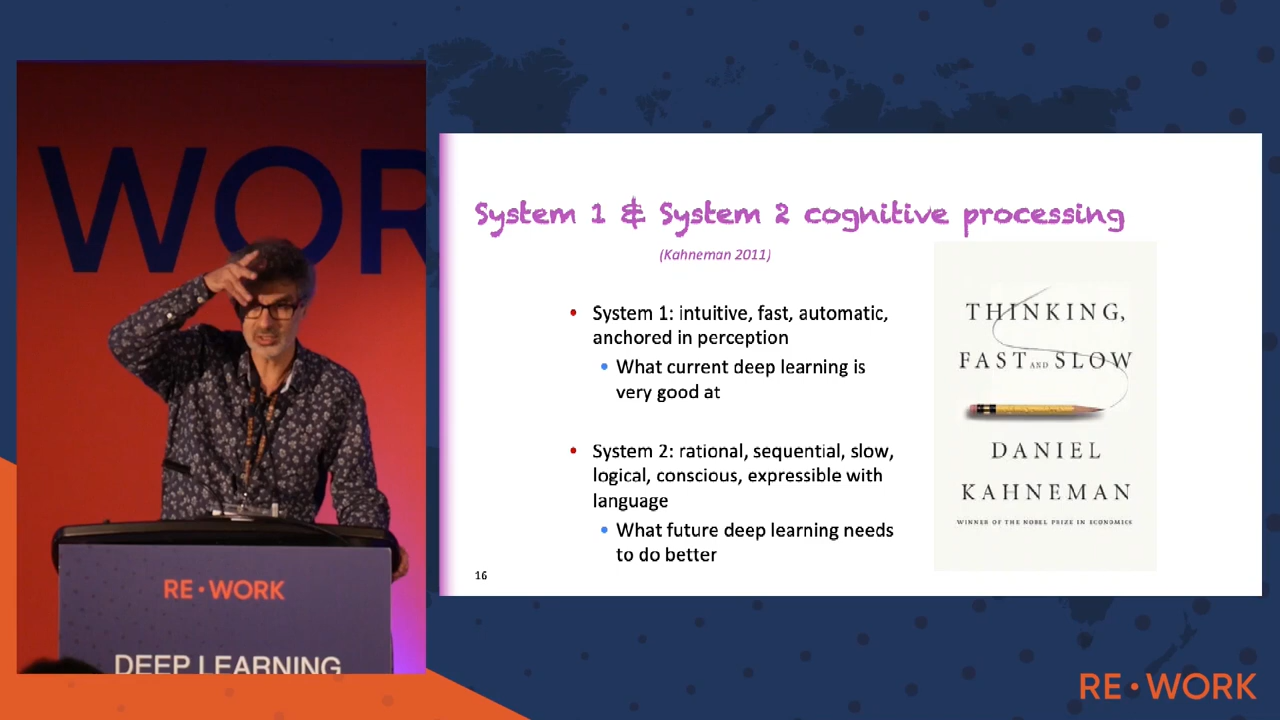 WOR
RE•WORK
DEEP LEARNING
System 1 & System 2 cognitive processing
(Kahneman 2011)
• System 1: intuitive, fast, automatic,
anchored in perception
• What current deep learning is
very good at
• System 2: rational, sequential, slow,
logical, conscious, expressible with
language
• What future deep learning needs
to do better
16
THINKING,
FAST AND SLOW
DANIEL
KAHNEMAN
WINNER OF THE NOBEL PRIZE IN ECONOMICS
RE•WORK